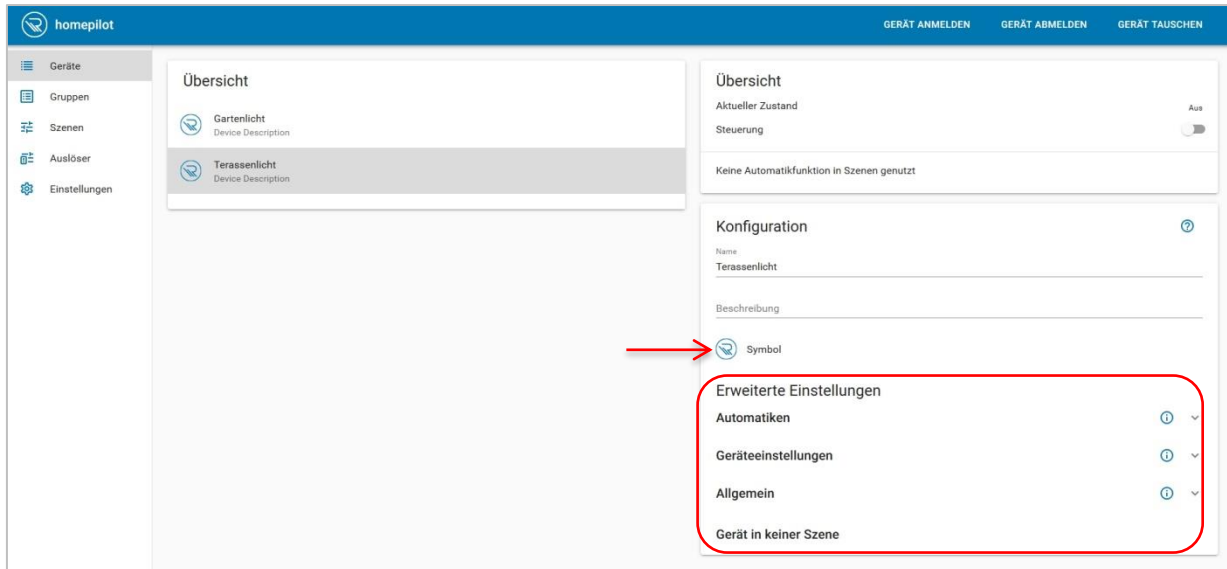 homepilot
GERÄT ANMELDEN
GERÄT ABMELDEN
GERÄT TAUSCHEN
Geräte
Gruppen
Szenen
Auslöser
Einstellungen
Übersicht
Gartenlicht
Device Description
Terassenlicht
Device Description
Übersicht
Aktueller Zustand
Aus
Steuerung
Keine Automatikfunktion in Szenen genutzt
Konfiguration
Name
Terassenlicht
Beschreibung
Symbol
Erweiterte Einstellungen
Automatiken
Geräteeinstellungen
Allgemein
Gerät in keiner Szene